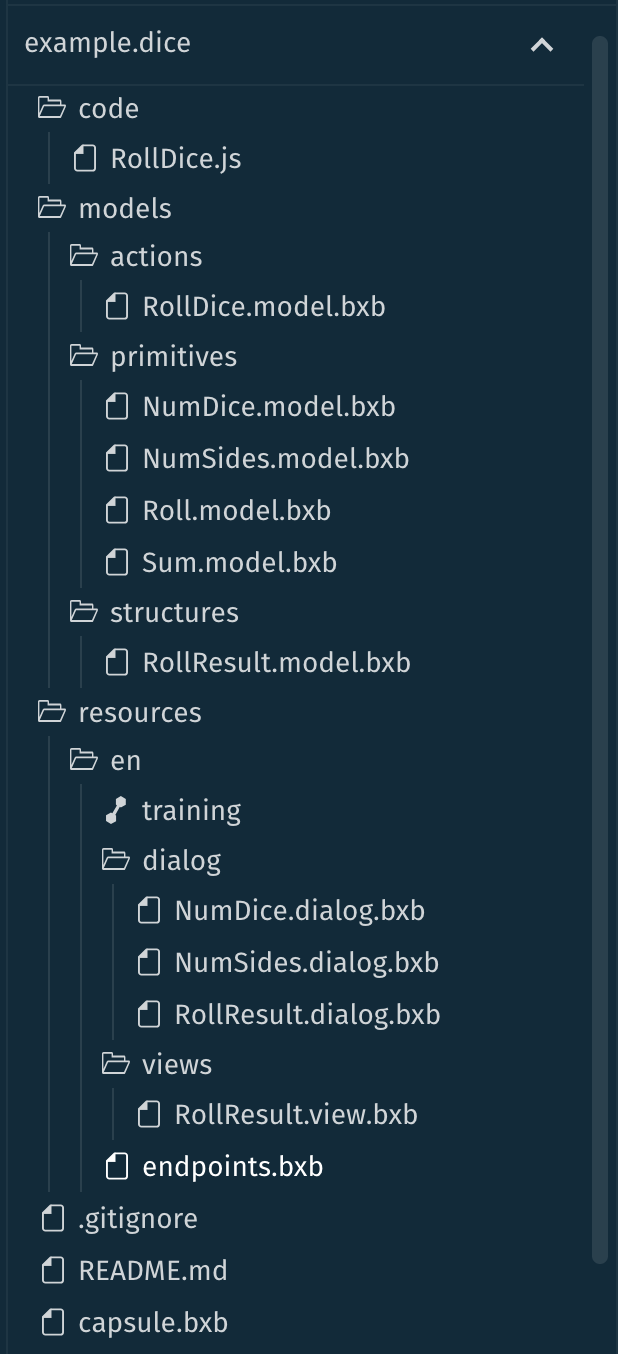 example.dice
code
RollDice.js
models
actions
RollDice.model.bxb
primitives
NumDice.model.bxb
NumSides.model.bxb
Roll.model.bxb
Sum.model.bxb
structures
RollResult.model.bxb
resources
en
training
dialog
NumDice.dialog.bxb
NumSides.dialog.bxb
RollResult.dialog.bxb
views
RollResult.view.bxb
endpoints.bxb
.gitignore
README.md
capsule.bxb